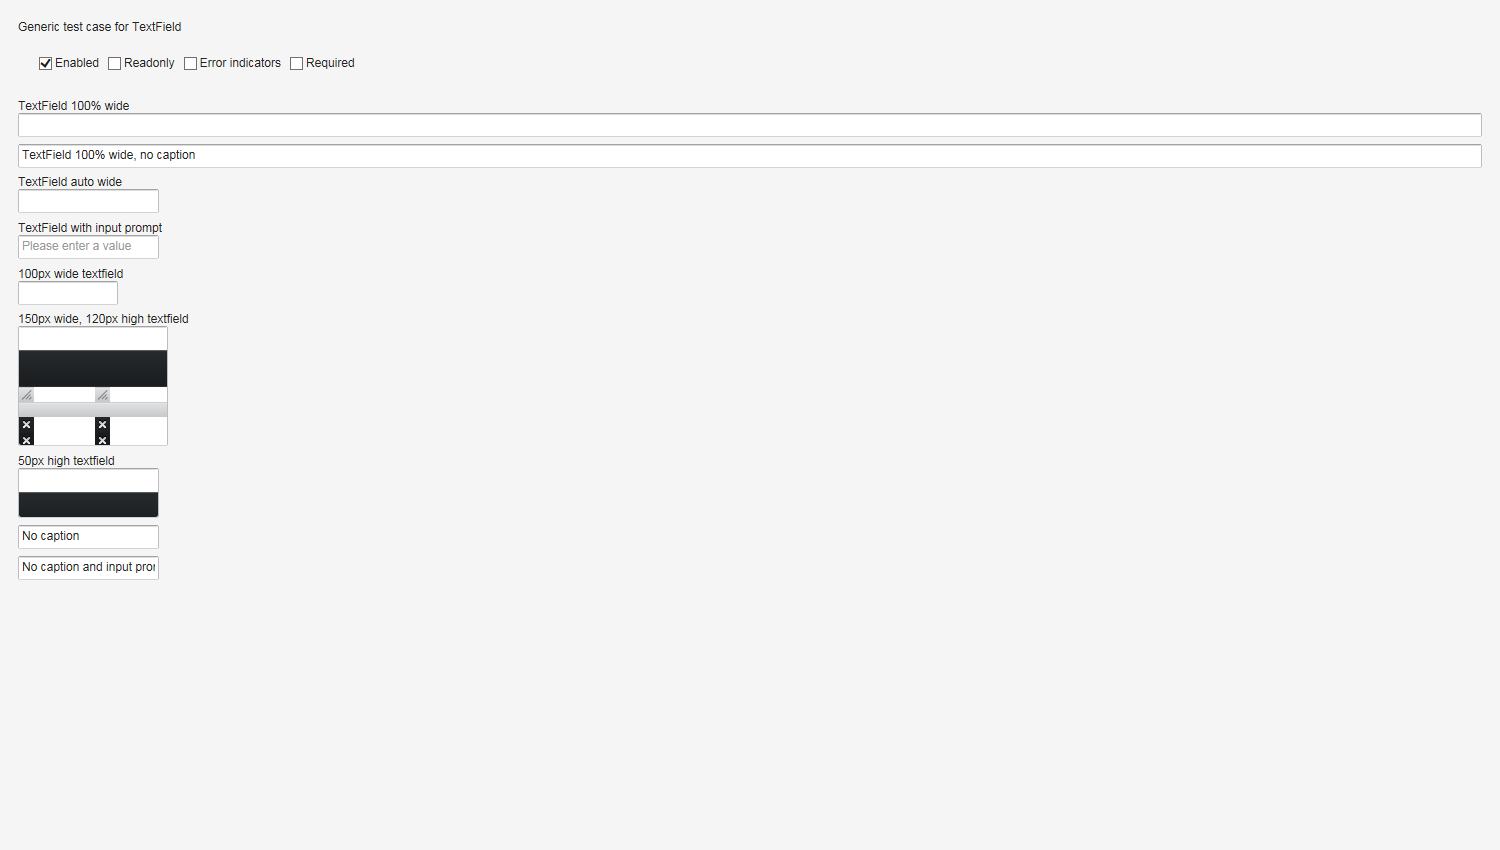 Generic test case for TextField
Enabled Readonly Error indicators Required
TextField 100% wide
TextField 100% wide, no caption
TextField auto wide
TextField with input prompt
Please enter a value
100px wide textfield
150px wide, 120px high textfield
50px high textfield
No caption
No caption and input pro